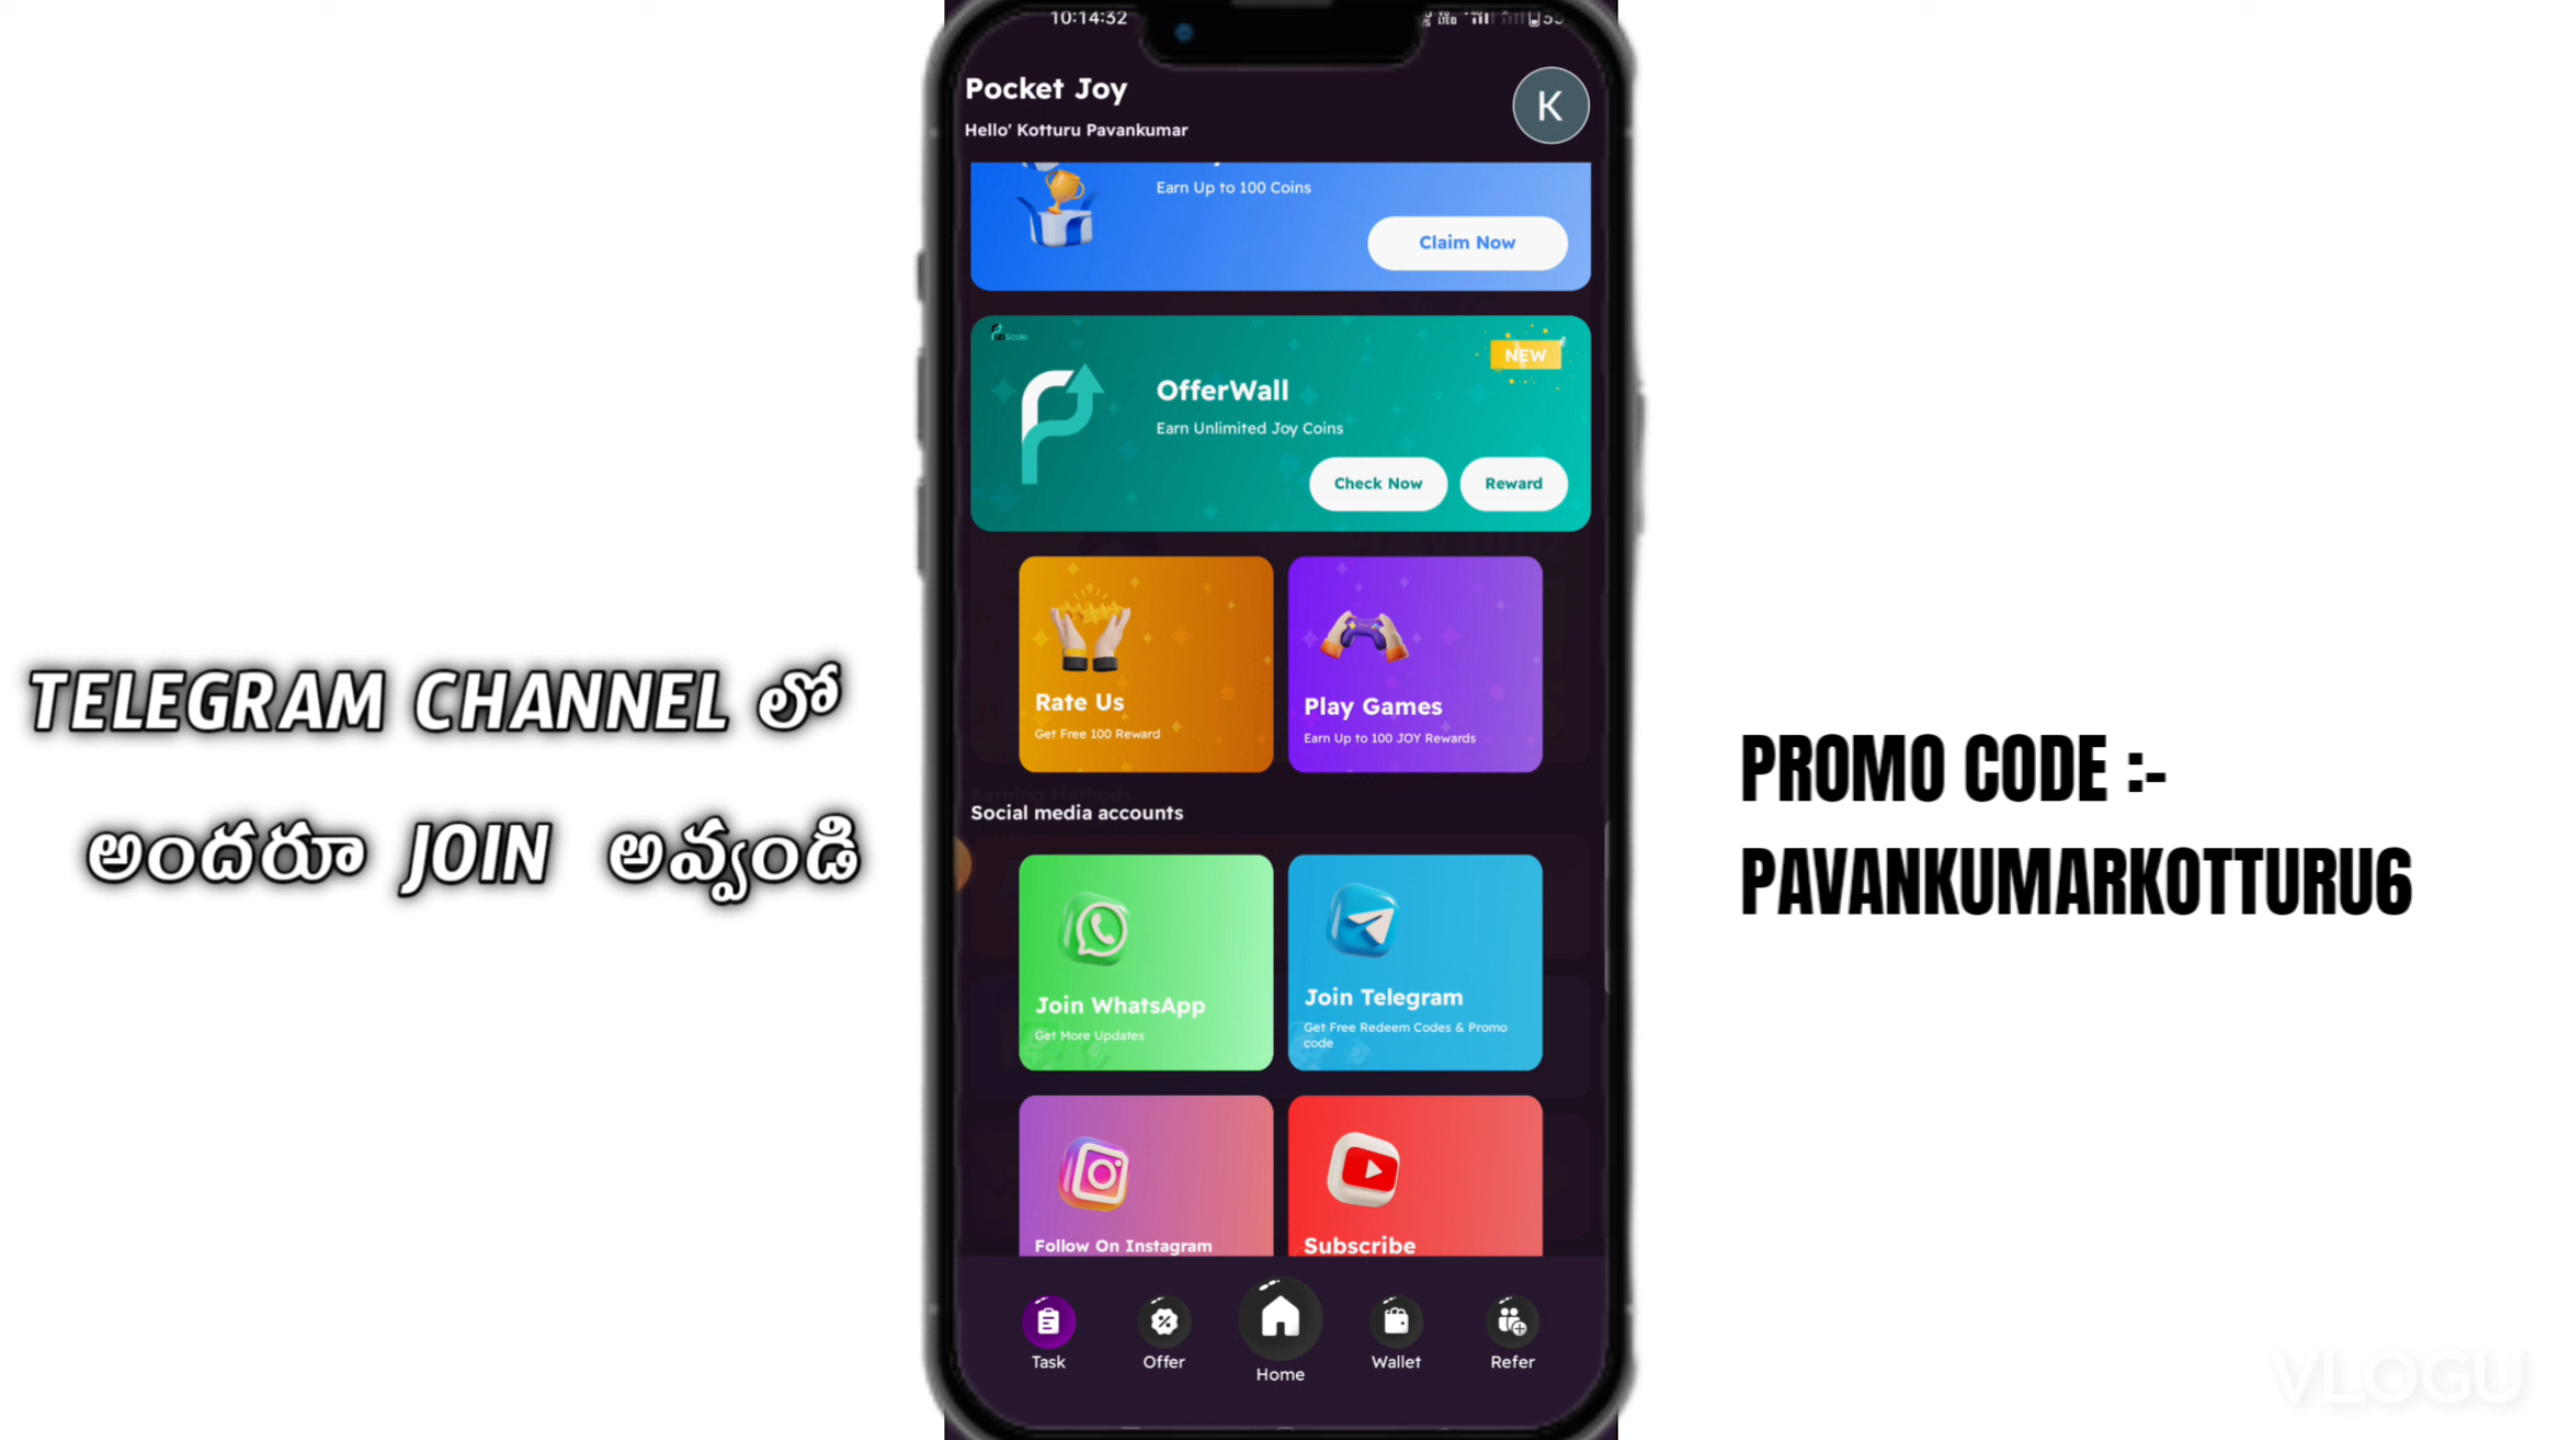 10:14:32
Pocket Joy
Hello' Kotturu Pavankumar
K
Earn Up to 100 Coins
Claim Now
NEW
OfferWall
Earn Unlimited Joy Coins
Check Now
Reward
Rate Us
Get Free 100 Reward
Play Games
Earn Up to 100 JOY Rewards
Earning Methods
Social media accounts
Join WhatsApp
Get More Updates
Join Telegram
Get Free Redeem Codes & Promo
code
Follow On Instagram
Subscribe
Task
Offer
Home
Wallet
Refer
TELEGRAM CHANNEL లో
అందరూ JOIN అవ్వండి
PROMO CODE :-
PAVANKUMARKOTTURU6
VLOGU